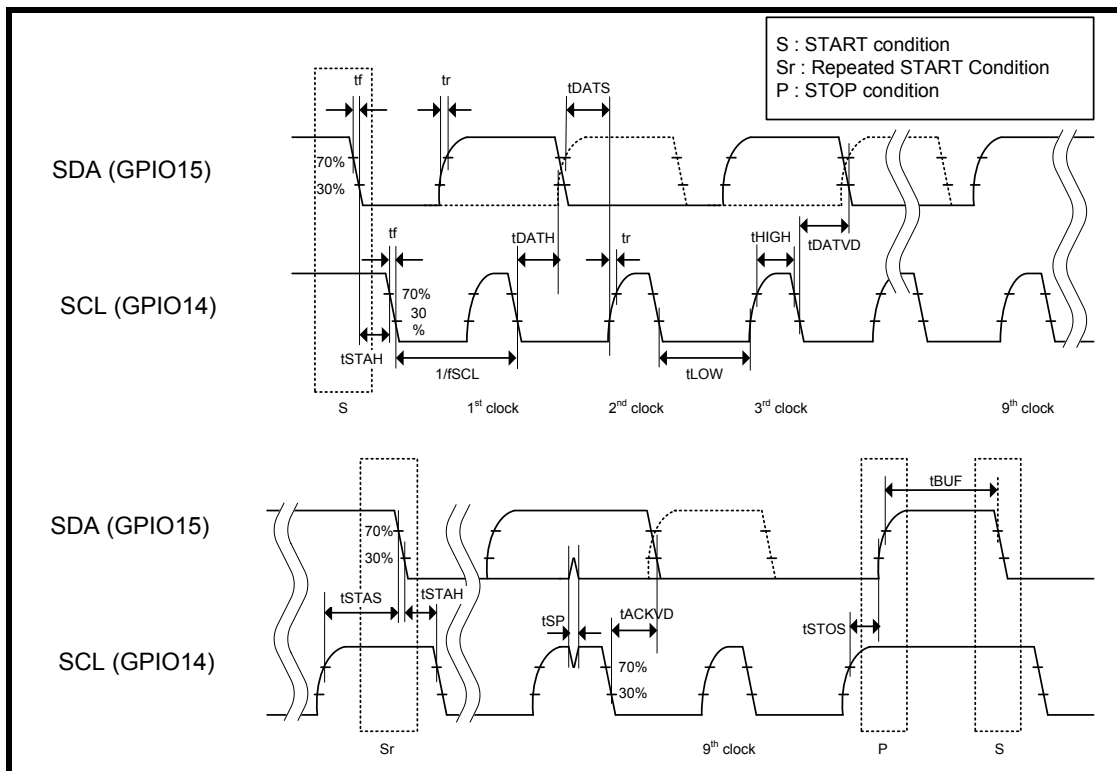 S : START condition
Sr : Repeated START Condition
P : STOP condition
tf
tr
tDATS
SDA (GPIO15)
70%
30%
tf
tDATH
tr
tHIGH
tDATVD
SCL (GPIO14)
70%
30
%
tSTAH
1/fSCL
tLOW
S
1st clock
2nd clock
3rd clock
9th clock
tBUF
SDA (GPIO15)
70%
30%
tSTAS
tSTAH
tSP
tACKVD
tSTOS
SCL (GPIO14)
70%
30%
Sr
9th clock
P
S